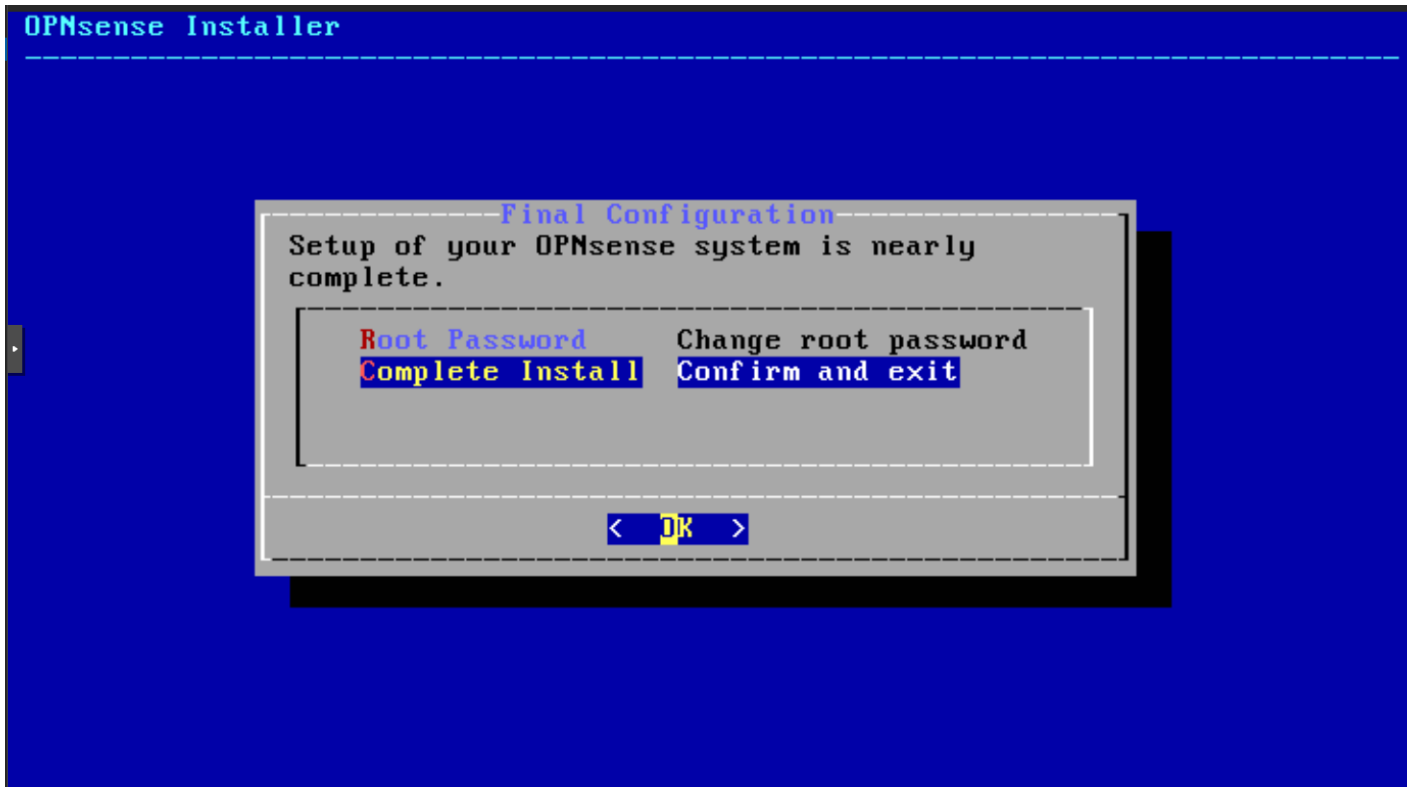 OPNsense Installer
Final Configuration
Setup of your OPNsense system is nearly
complete.
Root Password Change root password
Complete Install Confirm and exit
< OK >